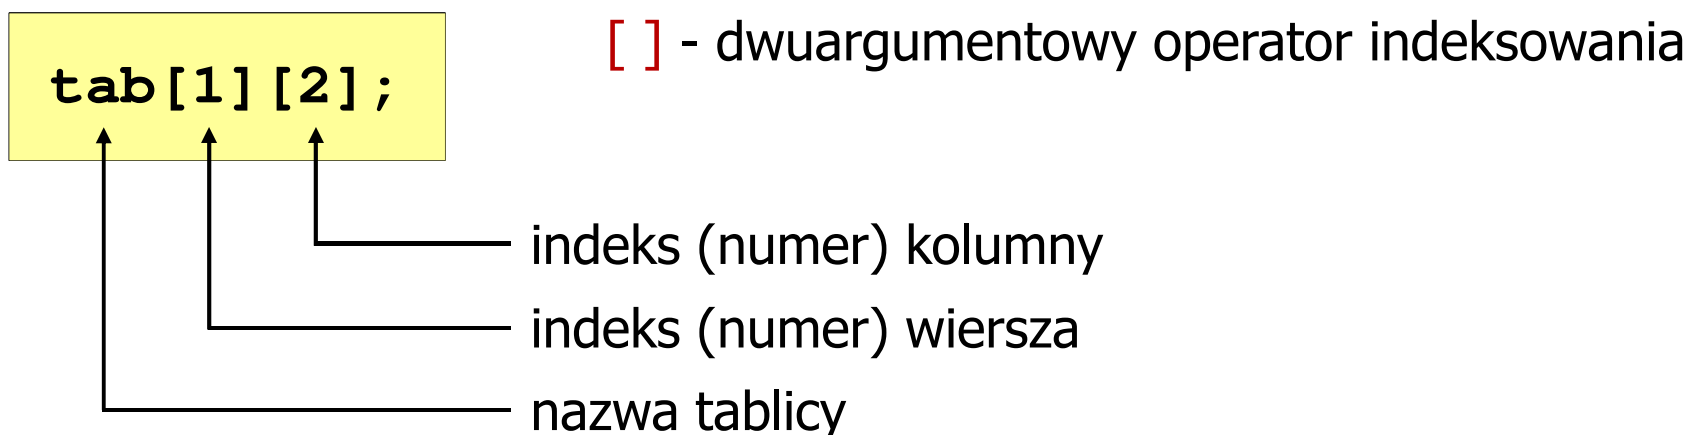 [ ] - dwuargumentowy operator indeksowania
tab[1][2];
indeks (numer) kolumny
indeks (numer) wiersza
nazwa tablicy